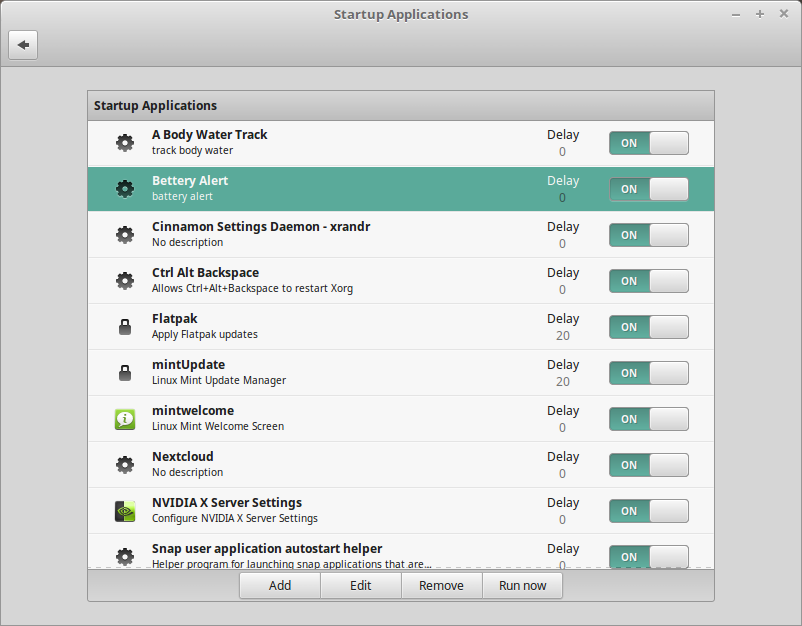 Startup Applications
Startup Applications
A Body Water Track Delay
track body water 0 ON
Bettery Alert Delay
battery alert 0 ON
Cinnamon Settings Daemon - xrandr Delay
No description 0 ON
Ctrl Alt Backspace Delay
Allows Ctrl+Alt+Backspace to restart Xorg 0 ON
Flatpak Delay
Apply Flatpak updates 20 ON
mintUpdate Delay
Linux Mint Update Manager 20 ON
mintwelcome Delay
Linux Mint Welcome Screen 0 ON
Nextcloud Delay
No description 0 ON
NVIDIA X Server Settings Delay
Configure NVIDIA X Server Settings 0 ON
Snap user application autostart helper Delay
Helper program for launching snap applications that are... 0 ON
Add Edit Remove Run now